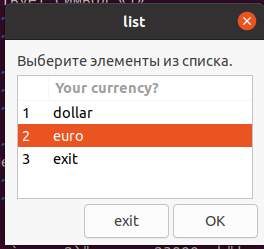 list
Выберите элементы из списка.
Your currency?
1 dollar
2 euro
3 exit
exit OK